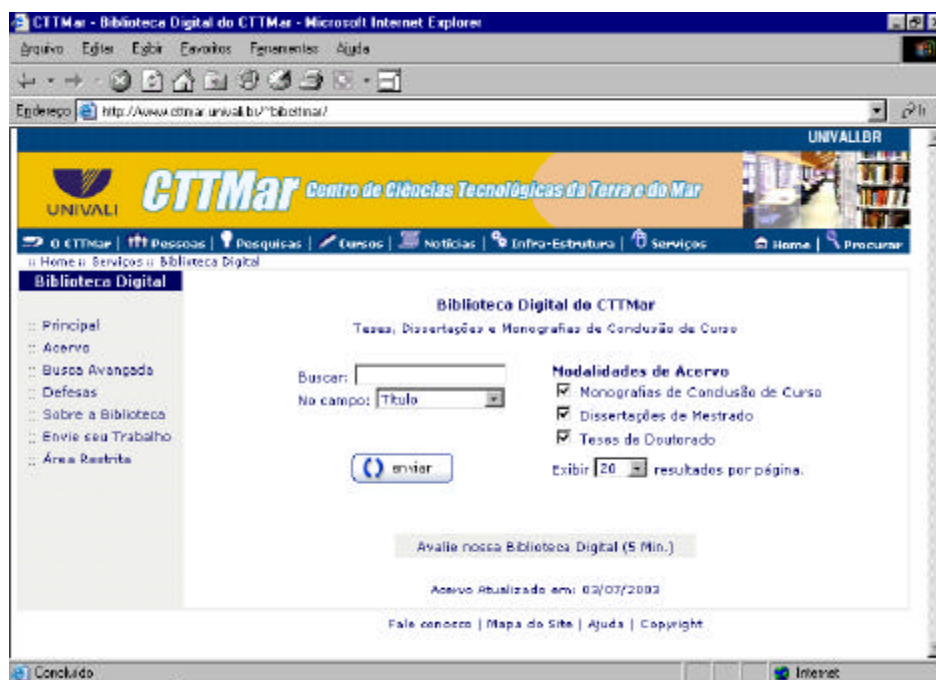 CTTMar - Biblioteca Digital do CTTMar - Microsoft Internet Explorer
Arquivo Editar Exibir Favoritos Ferramentas Ajuda
Endereço http://www.cttmar.univali.br/~bibcttmar/
UNIVALI.BR
UNIVALI CTTMar Centro de Ciências Tecnológicas da Terra e do Mar
O CTTMar | Pessoas | Pesquisas | Cursos | Notícias | Infra-Estrutura | Serviços Home | Procurar
:: Home :: Serviços :: Biblioteca Digital
Biblioteca Digital
:: Principal
:: Acervo
:: Busca Avançada
:: Defesas
:: Sobre a Biblioteca
:: Envie seu Trabalho
:: Área Restrita
Biblioteca Digital do CTTMar
Teses, Dissertações e Monografias de Conclusão de Curso
Buscar:
No campo: Título
enviar
Modalidades de Acervo
Monografias de Conclusão de Curso
Dissertações de Mestrado
Teses de Doutorado
Exibir 20 resultados por página.
Avalie nossa Biblioteca Digital (5 Min.)
Acervo Atualizado em: 03/07/2003
Fale conosco | Mapa do Site | Ajuda | Copyright
Concluído Internet